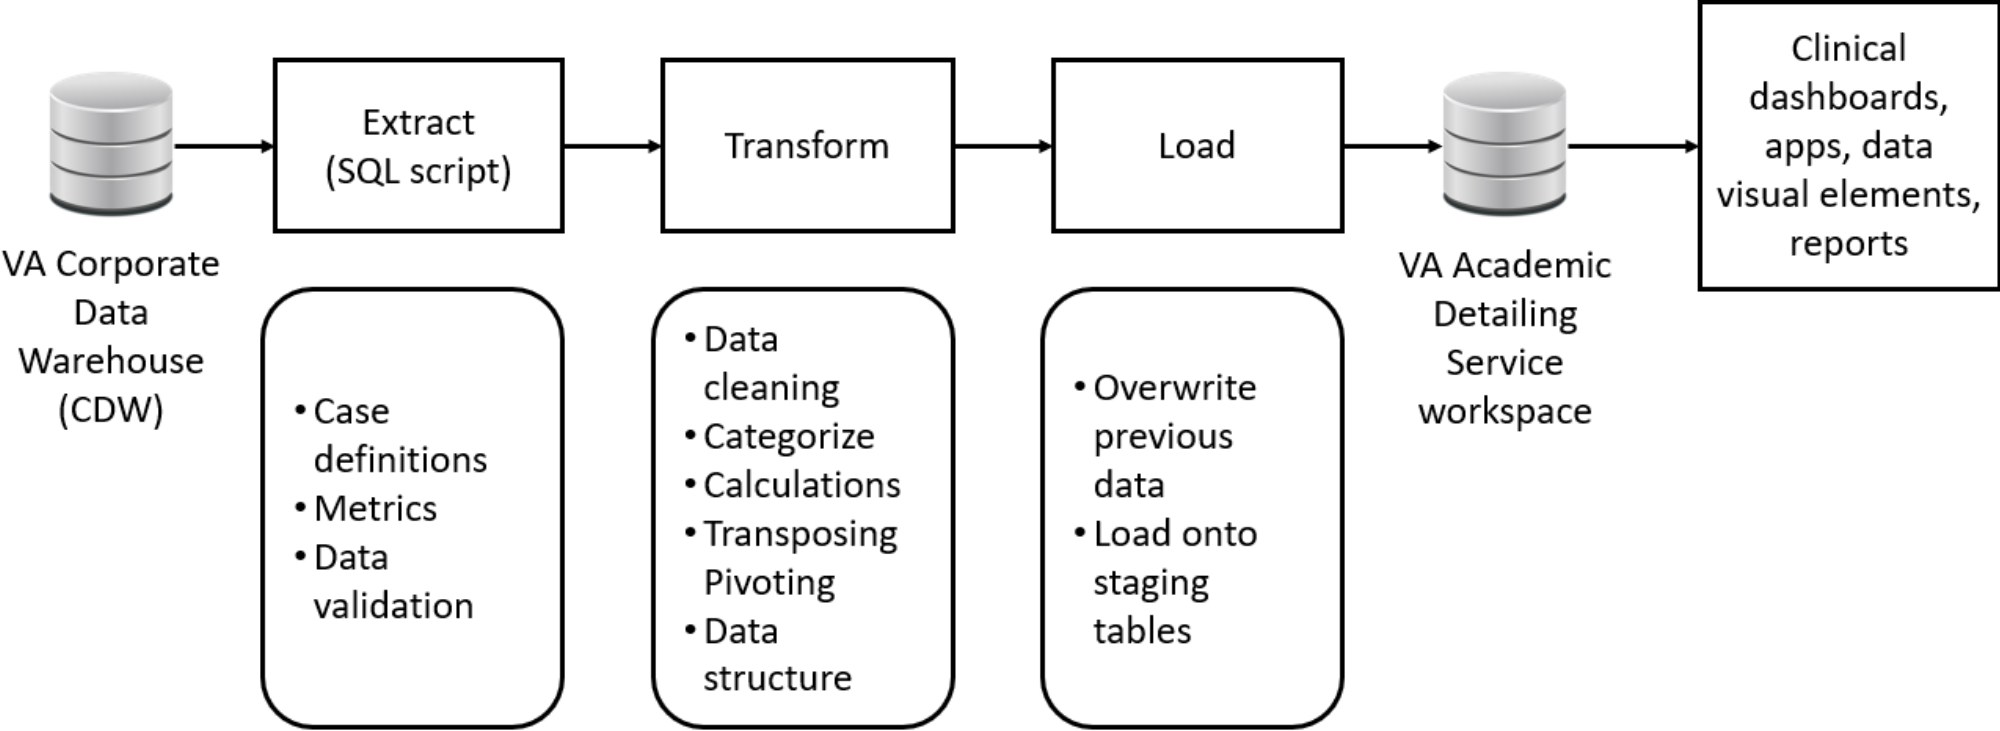 VA Corporate
Data
Warehouse
(CDW)
Extract
(SQL script)
• Case
definitions
• Metrics
• Data
validation
Transform
• Data
cleaning
• Categorize
• Calculations
• Transposing
Pivoting
• Data
structure
Load
• Overwrite
previous
data
• Load onto
staging
tables
VA Academic
Detailing
Service
workspace
Clinical
dashboards,
apps, data
visual elements,
reports